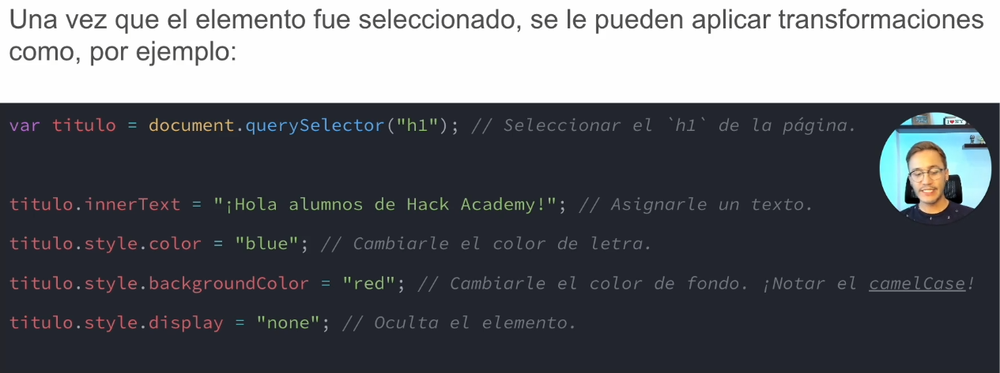 Una vez que el elemento fue seleccionado, se le pueden aplicar transformaciones
como, por ejemplo:
var titulo = document.querySelector("h1"); // Seleccionar el `h1` de la página.
titulo.innerText = "¡Hola alumnos de Hack Academy!"; // Asignarle un texto.
titulo.style.color = "blue"; // Cambiarle el color de letra.
titulo.style.backgroundColor = "red"; // Cambiarle el color de fondo. ¡Notar el camelCase!
titulo.style.display = "none"; // Oculta el elemento.